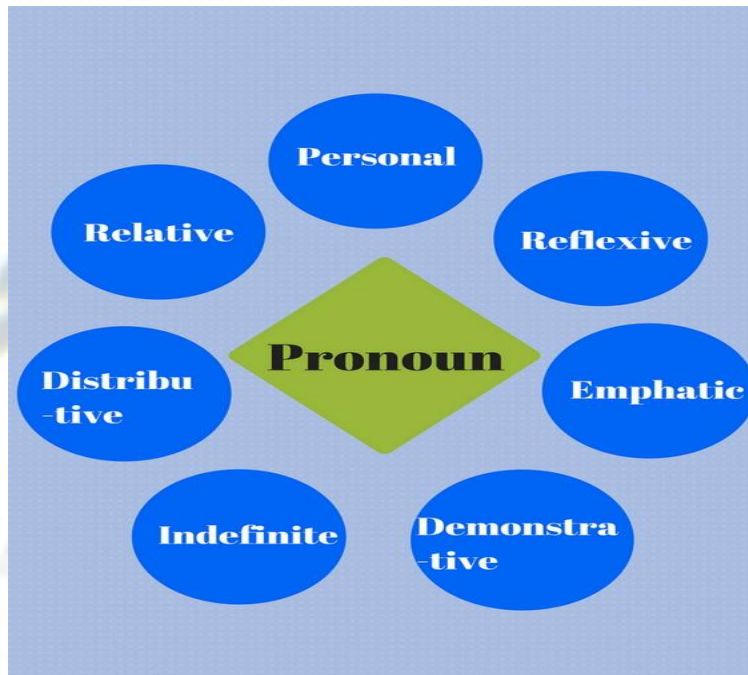 Personal
Relative
Reflexive
Pronoun
Distribu
-tive
Emphatic
Indefinite
Demonstra
-tive